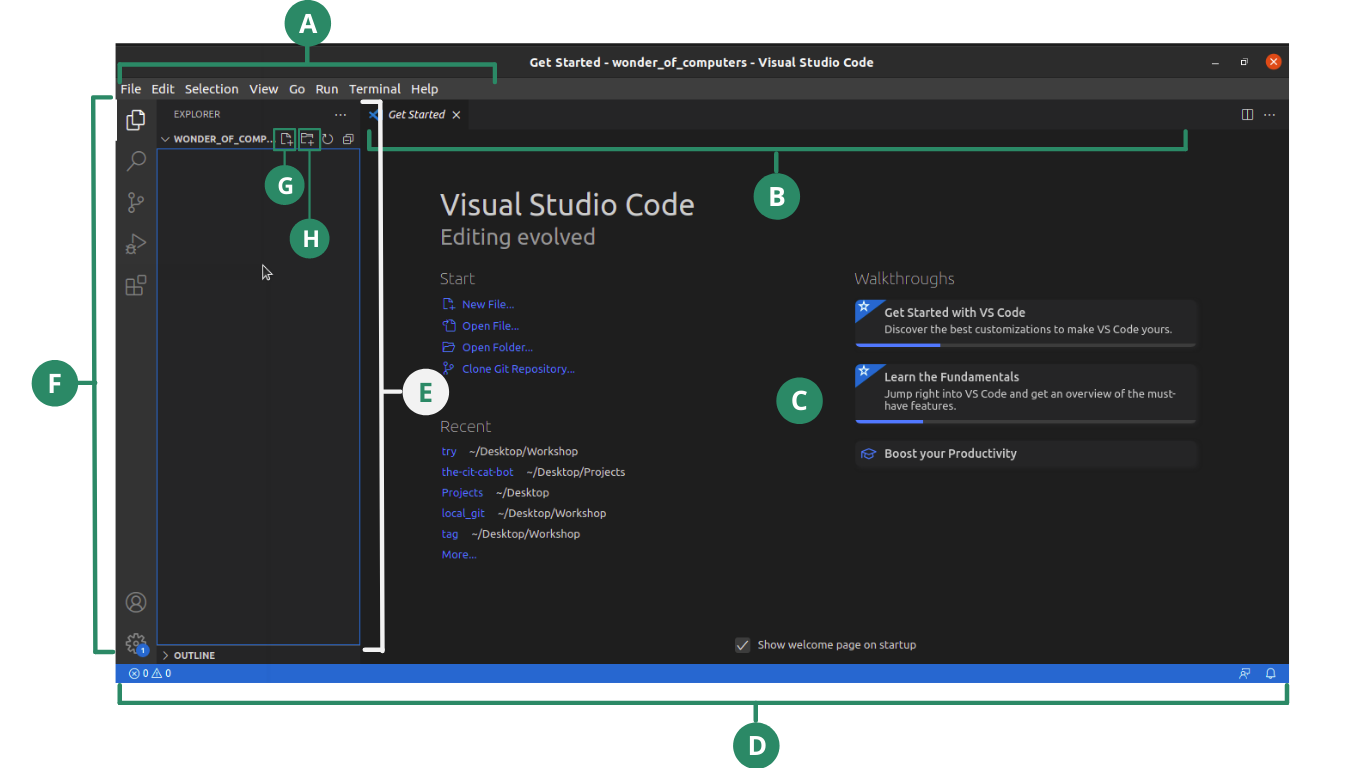 A
Get Started - wonder_of_computers - Visual Studio Code
File Edit Selection View Go Run Terminal Help
EXPLORER
Get Started
WONDER_OF_COMP...
G
B
H
Visual Studio Code
Editing evolved
Start
New File...
Open File...
Open Folder...
Clone Git Repository...
Walkthroughs
Get Started with VS Code
Discover the best customizations to make VS Code yours.
Learn the Fundamentals
Jump right into VS Code and get an overview of the must-
have features.
Boost your Productivity
F
E
C
Recent
try ~/Desktop/Workshop
the-cit-cat-bot ~/Desktop/Projects
Projects ~/Desktop
local_git ~/Desktop/Workshop
tag ~/Desktop/Workshop
More...
Show welcome page on startup
1
OUTLINE
0 0
D